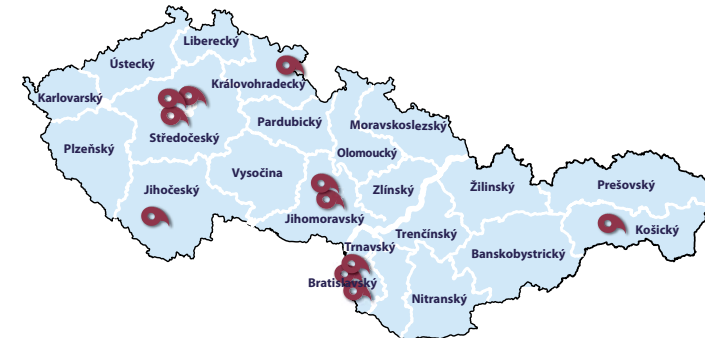 Liberecký
Ústecký
Královohradecký
Karlovarský
Pardubický
Moravskoslezský
Středočeský
Plzeňský
Olomoucký
Vysočina
Jihočeský
Zlínský
Žilinský
Prešovský
Jihomoravský
Košický
Trenčínský
Trnavský
Banskobystrický
Bratislavský
Nitranský